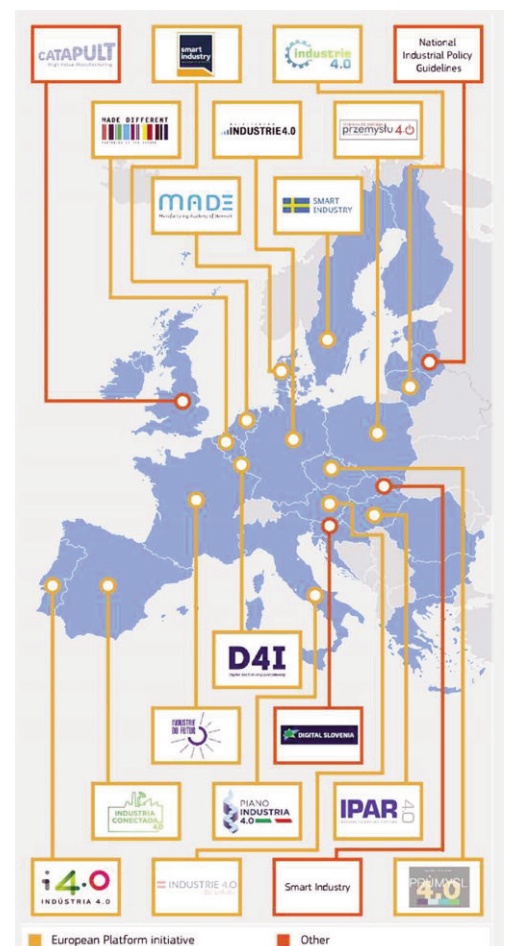 CATAPULT
High Value Manufacturing
smart
industry
industrie
4.0
National
Industrial Policy
Guidelines
MADE DIFFERENT
INDUSTRIE4.0
przemysłu 4.0
MADE
Manufacturing Academy of Denmark
SMART
INDUSTRY
D4I
INDUSTRIE
DU FUTUR
DIGITAL SLOVENIA
INDUSTRIA
CONECTADA
4.0
PIANO
INDUSTRIA
4.0
IPAR 4.0
i4.0
INDÚSTRIA 4.0
INDUSTRIE 4.0
Smart Industry
PRŮMYSL
4.0
European Platform initiative
Other